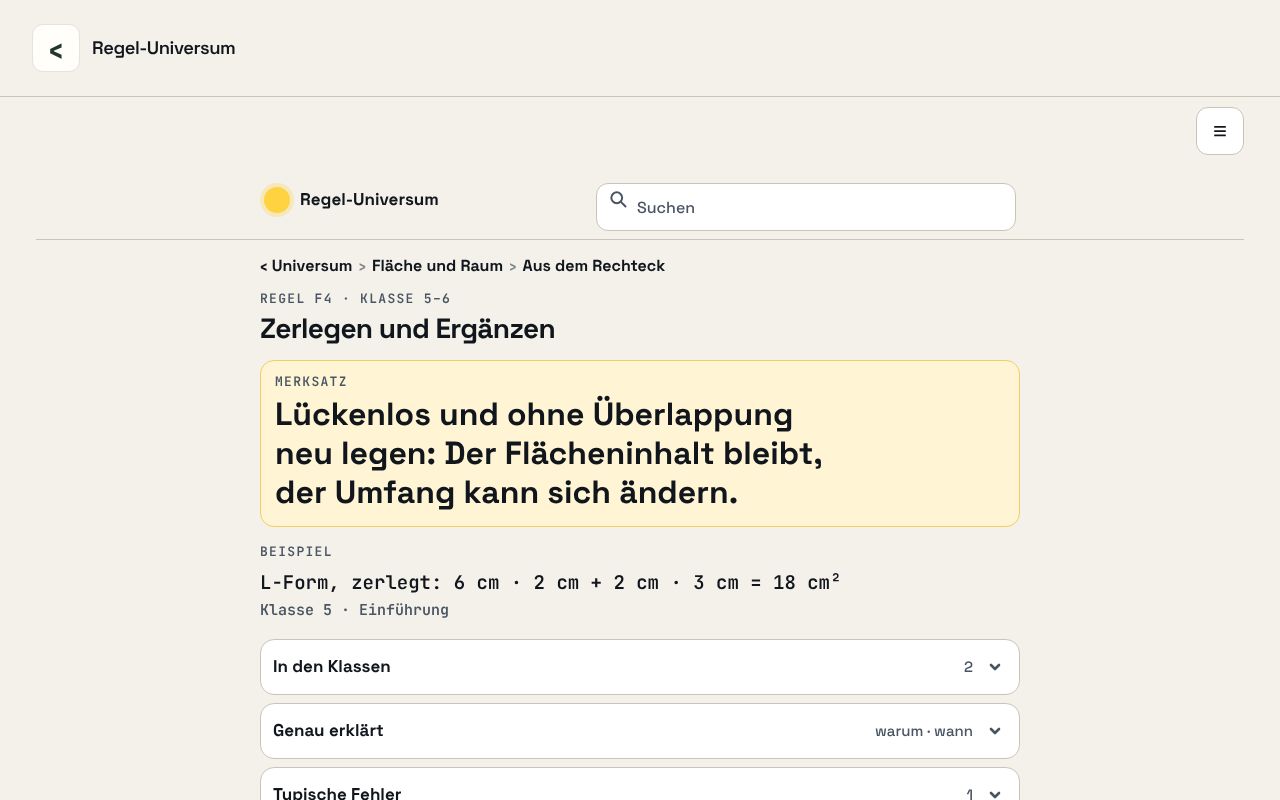 < Regel-Universum
≡
Regel-Universum
Suchen
< Universum > Fläche und Raum > Aus dem Rechteck
REGEL F4 · KLASSE 5–6
Zerlegen und Ergänzen
MERKSATZ
Lückenlos und ohne Überlappung
neu legen: Der Flächeninhalt bleibt,
der Umfang kann sich ändern.
BEISPIEL
L-Form, zerlegt: 6 cm · 2 cm + 2 cm · 3 cm = 18 cm²
Klasse 5 · Einführung
In den Klassen 2
Genau erklärt warum · wann
Typische Fehler 1